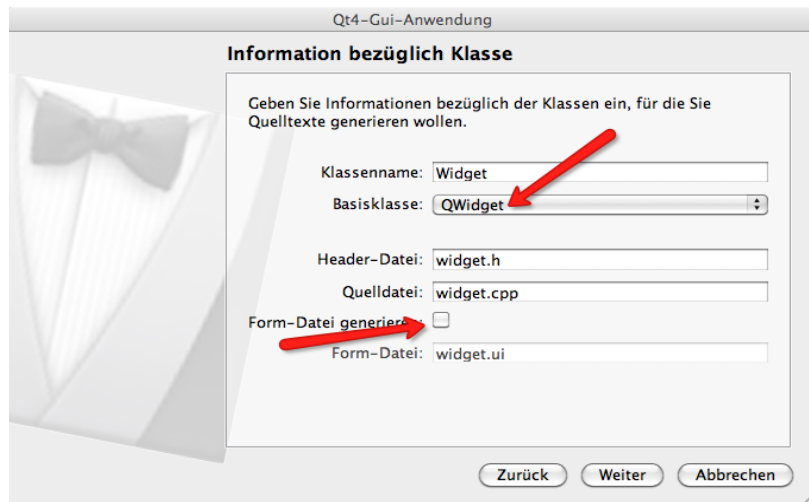 Qt4-Gui-Anwendung
Information bezüglich Klasse
Geben Sie Informationen bezüglich der Klassen ein, für die Sie
Quelltexte generieren wollen.
Klassenname: Widget
Basisklasse: QWidget
Header-Datei: widget.h
Quelldatei: widget.cpp
Form-Datei generieren:
Form-Datei: widget.ui
Zurück Weiter Abbrechen